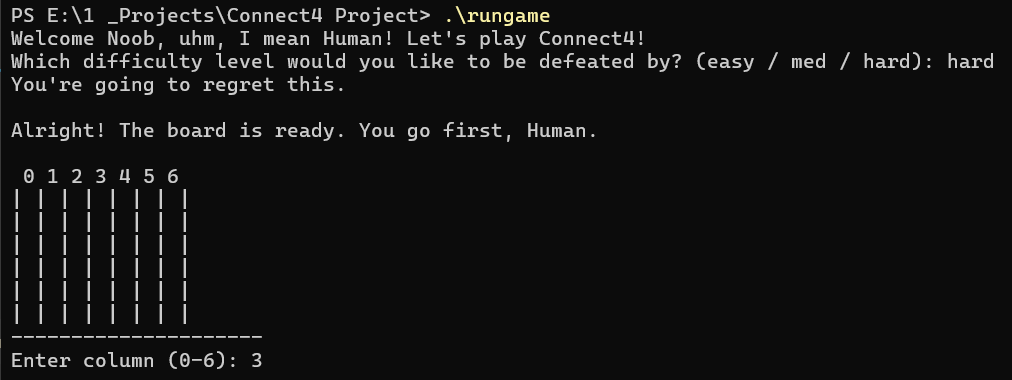 PS E:\1 _Projects\Connect4 Project> .\rungame
Welcome Noob, uhm, I mean Human! Let's play Connect4!
Which difficulty level would you like to be defeated by? (easy / med / hard): hard
You're going to regret this.
Alright! The board is ready. You go first, Human.
 0 1 2 3 4 5 6
| | | | | | | |
| | | | | | | |
| | | | | | | |
| | | | | | | |
| | | | | | | |
| | | | | | | |
---------------------
Enter column (0-6): 3